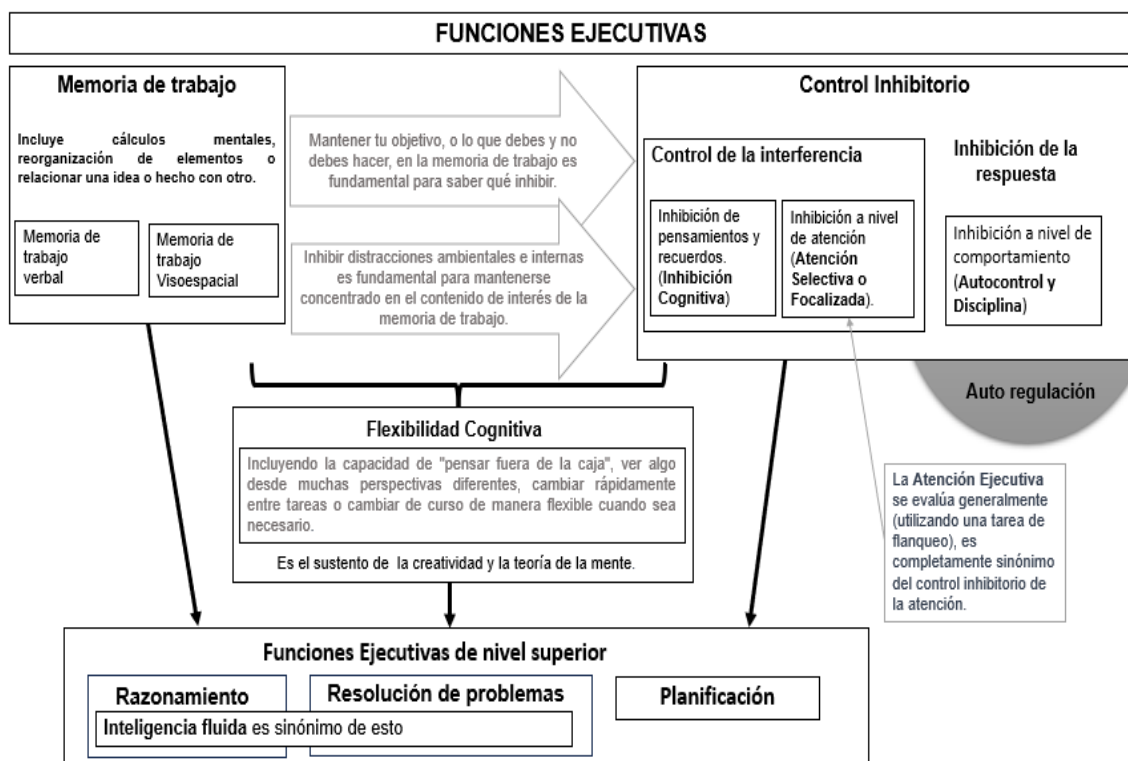 FUNCIONES EJECUTIVAS
Memoria de trabajo
Incluye cálculos mentales,
reorganización de elementos o
relacionar una idea o hecho con otro.
Memoria de
trabajo
verbal
Memoria de
trabajo
Visoespacial
Mantener tu objetivo, o lo que debes y no
debes hacer, en la memoria de trabajo es
fundamental para saber qué inhibir.
Inhibir distracciones ambientales e internas
es fundamental para mantenerse
concentrado en el contenido de interés de la
memoria de trabajo.
Control Inhibitorio
Control de la interferencia
Inhibición de
pensamientos y
recuerdos.
(Inhibición
Cognitiva)
Inhibición a nivel
de atención
(Atención
Selectiva o
Focalizada).
Inhibición de la
respuesta
Inhibición a nivel de
comportamiento
(Autocontrol y
Disciplina)
Auto regulación
Flexibilidad Cognitiva
Incluyendo la capacidad de "pensar fuera de la caja", ver algo
desde muchas perspectivas diferentes, cambiar rápidamente
entre tareas o cambiar de curso de manera flexible cuando sea
necesario.
Es el sustento de la creatividad y la teoría de la mente.
La Atención Ejecutiva
se evalúa generalmente
(utilizando una tarea de
flanqueo), es
completamente sinónimo
del control inhibitorio de
la atención.
Funciones Ejecutivas de nivel superior
Razonamiento
Resolución de problemas
Inteligencia fluida es sinónimo de esto
Planificación